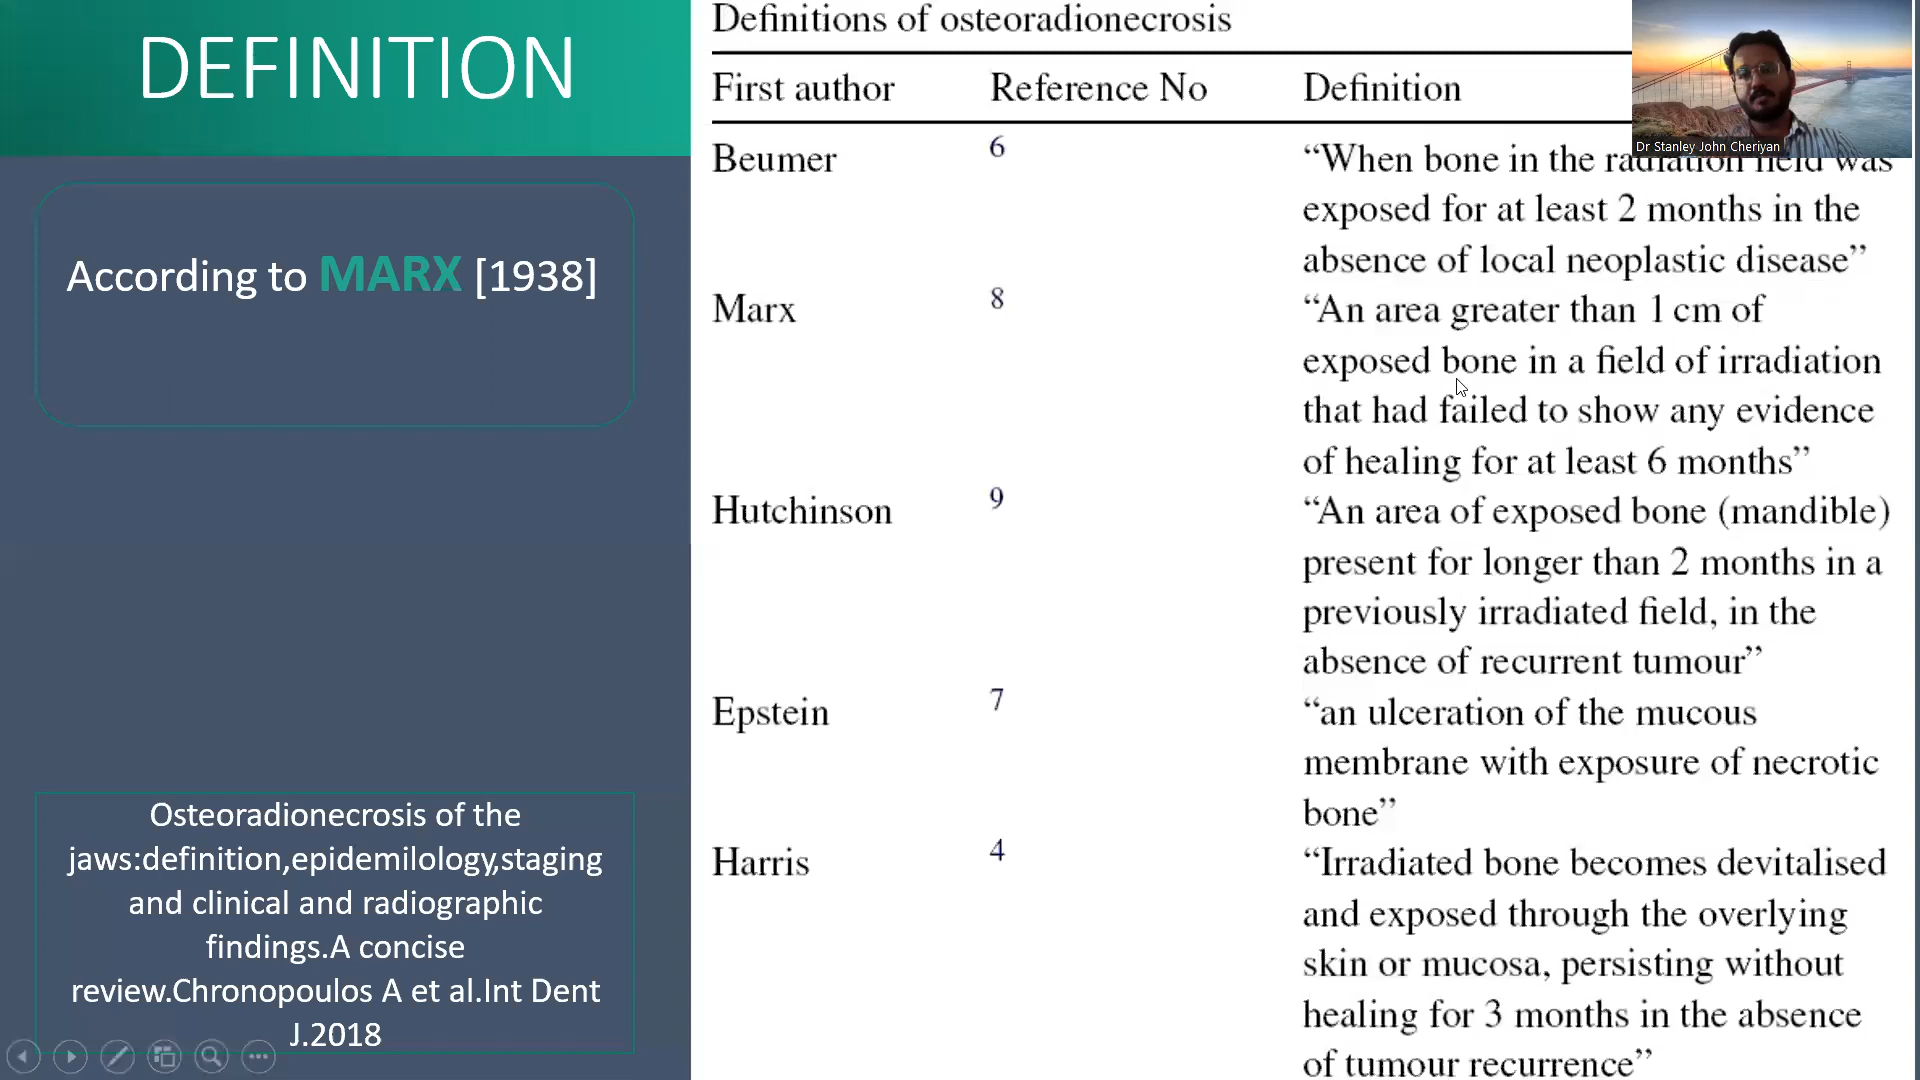 DEFINITION
According to MARX [1938]
Osteoradionecrosis of the
jaws:definition,epidemilology,staging
and clinical and radiographic
findings.A concise
review.Chronopoulos A et al.Int Dent
J.2018
Definitions of osteoradionecrosis
First author Reference No Definition
Beumer 6 “When bone in the radiation field was
exposed for at least 2 months in the
absence of local neoplastic disease”
Marx 8 “An area greater than 1 cm of
exposed bone in a field of irradiation
that had failed to show any evidence
of healing for at least 6 months”
Hutchinson 9 “An area of exposed bone (mandible)
present for longer than 2 months in a
previously irradiated field, in the
absence of recurrent tumour”
Epstein 7 “an ulceration of the mucous
membrane with exposure of necrotic
bone”
Harris 4 “Irradiated bone becomes devitalised
and exposed through the overlying
skin or mucosa, persisting without
healing for 3 months in the absence
of tumour recurrence”
Dr Stanley John Cheriyan